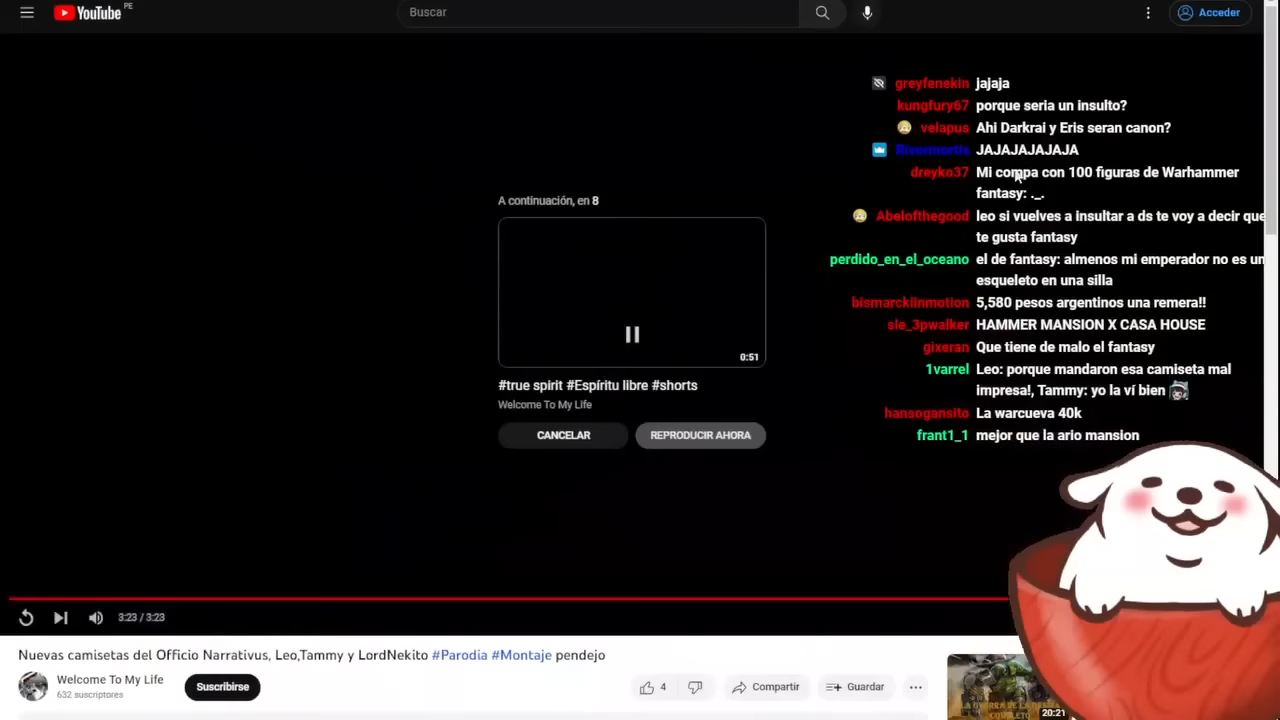 YouTube PE
Buscar
Acceder
greyfenekin jajaja
kungfury67 porque seria un insulto?
velapus Ahi Darkrai y Eris seran canon?
Rivermortis JAJAJAJAJAJA
dreyko37 Mi compa con 100 figuras de Warhammer
fantasy: ._.
Abelofthegood leo si vuelves a insultar a ds te voy a decir que
te gusta fantasy
perdido_en_el_oceano el de fantasy: almenos mi emperador no es un
esqueleto en una silla
bismarckiinmotion 5,580 pesos argentinos una remera!!
sle_3pwalker HAMMER MANSION X CASA HOUSE
gixeran Que tiene de malo el fantasy
1varrel Leo: porque mandaron esa camiseta mal
impresa!, Tammy: yo la ví bien
hansogansito La warcueva 40k
frant1_1 mejor que la ario mansion
A continuación, en 8
0:51
#true spirit #Espíritu libre #shorts
Welcome To My Life
CANCELAR REPRODUCIR AHORA
3:23 / 3:23
Nuevas camisetas del Officio Narrativus, Leo,Tammy y LordNekito #Parodia #Montaje pendejo
Welcome To My Life
632 suscriptores
Suscribirse
4
Compartir
Guardar
COMPLETO
20:21